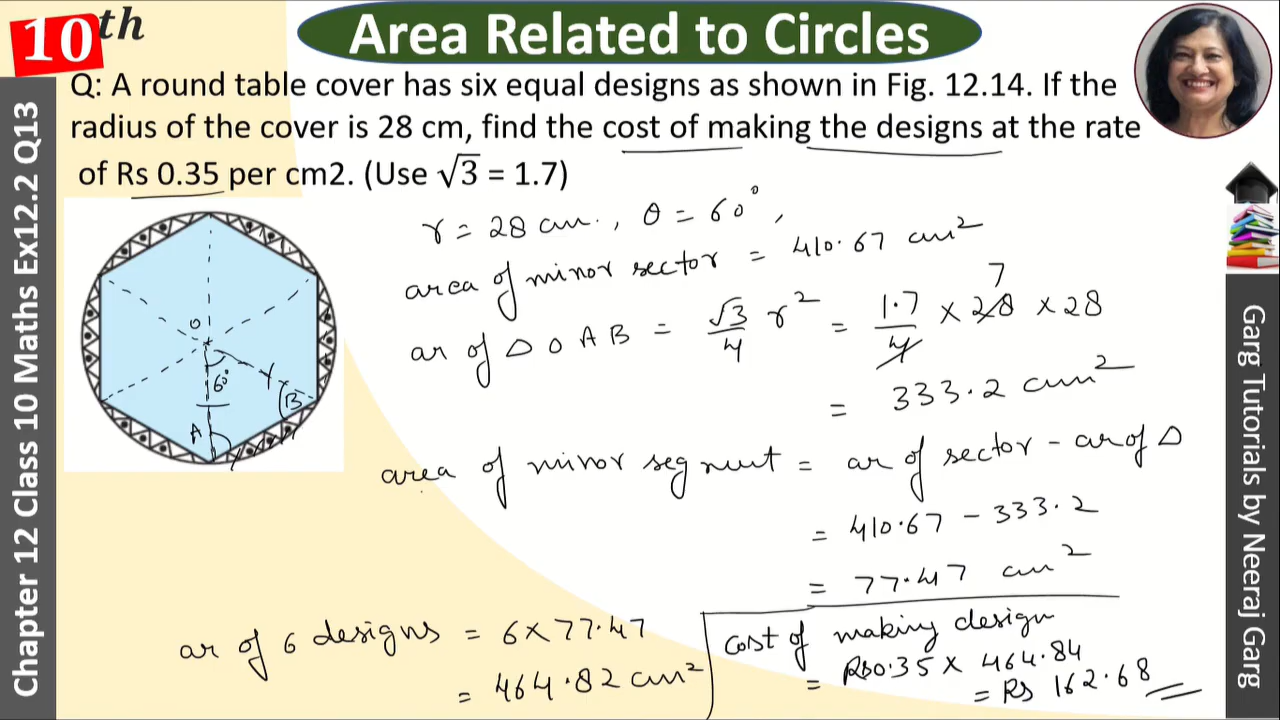 10th
Area Related to Circles
Q: A round table cover has six equal designs as shown in Fig. 12.14. If the
radius of the cover is 28 cm, find the cost of making the designs at the rate
of Rs 0.35 per cm2. (Use √3 = 1.7)
r = 28 cm., θ = 60°,
area of minor sector = 410.67 cm²
ar of △ O A B = √3/4 r² = 1.7/4 × 28 × 28
7
= 333.2 cm²
area of minor segment = ar of sector - ar of △
= 410.67 - 333.2
= 77.47 cm²
ar of 6 designs = 6×77.47
= 464.82 cm²
cost of making design
= Rs0.35 × 464.84
= Rs 162.68
O
60°
A
B
Chapter 12 Class 10 Maths Ex12.2 Q13
Garg Tutorials by Neeraj Garg